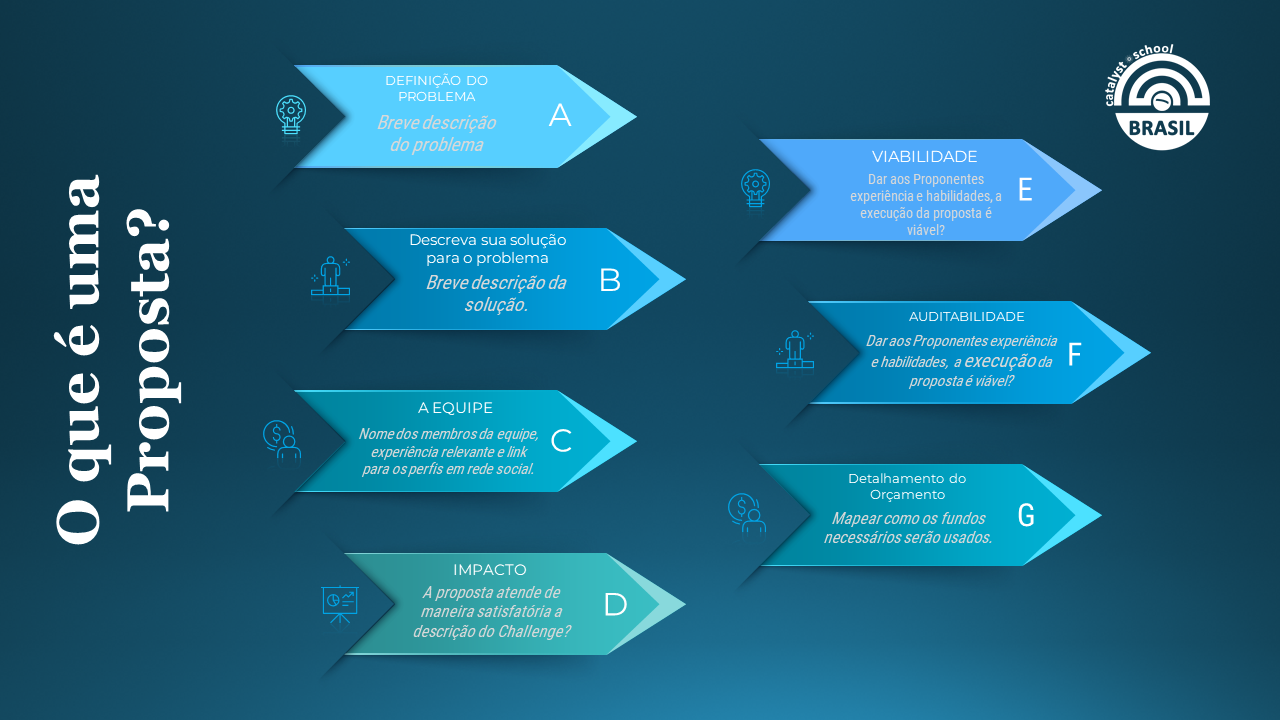 O que é uma
Proposta?
DEFINIÇÃO DO
PROBLEMA
Breve descrição
do problema
A
Descreva sua solução
para o problema
Breve descrição da
solução.
B
A EQUIPE
Nome dos membros da equipe,
experiência relevante e link
para os perfis em rede social.
C
IMPACTO
A proposta atende de
maneira satisfatória a
descrição do Challenge?
D
catalyst school
BRASIL
VIABILIDADE
Dar aos Proponentes
experiência e habilidades, a
execução da proposta é
viável?
E
AUDITABILIDADE
Dar aos Proponentes experiência
e habilidades, a execução da
proposta é viável?
F
Detalhamento do
Orçamento
Mapear como os fundos
necessários serão usados.
G